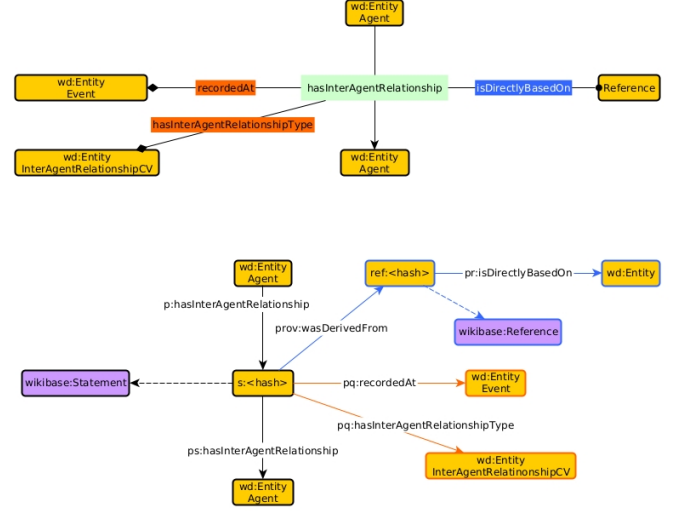 wd:Entity
Agent
wd:Entity
Event
recordedAt
hasInterAgentRelationship
isDirectlyBasedOn
Reference
hasInterAgentRelationshipType
wd:Entity
InterAgentRelationshipCV
wd:Entity
Agent
wd:Entity
Agent
ref:<hash>
pr:isDirectlyBasedOn
wd:Entity
p:hasInterAgentRelationship
prov:wasDerivedFrom
wikibase:Reference
wikibase:Statement
s:<hash>
pq:recordedAt
wd:Entity
Event
pq:hasInterAgentRelationshipType
ps:hasInterAgentRelationship
wd:Entity
InterAgentRelatinonshipCV
wd:Entity
Agent